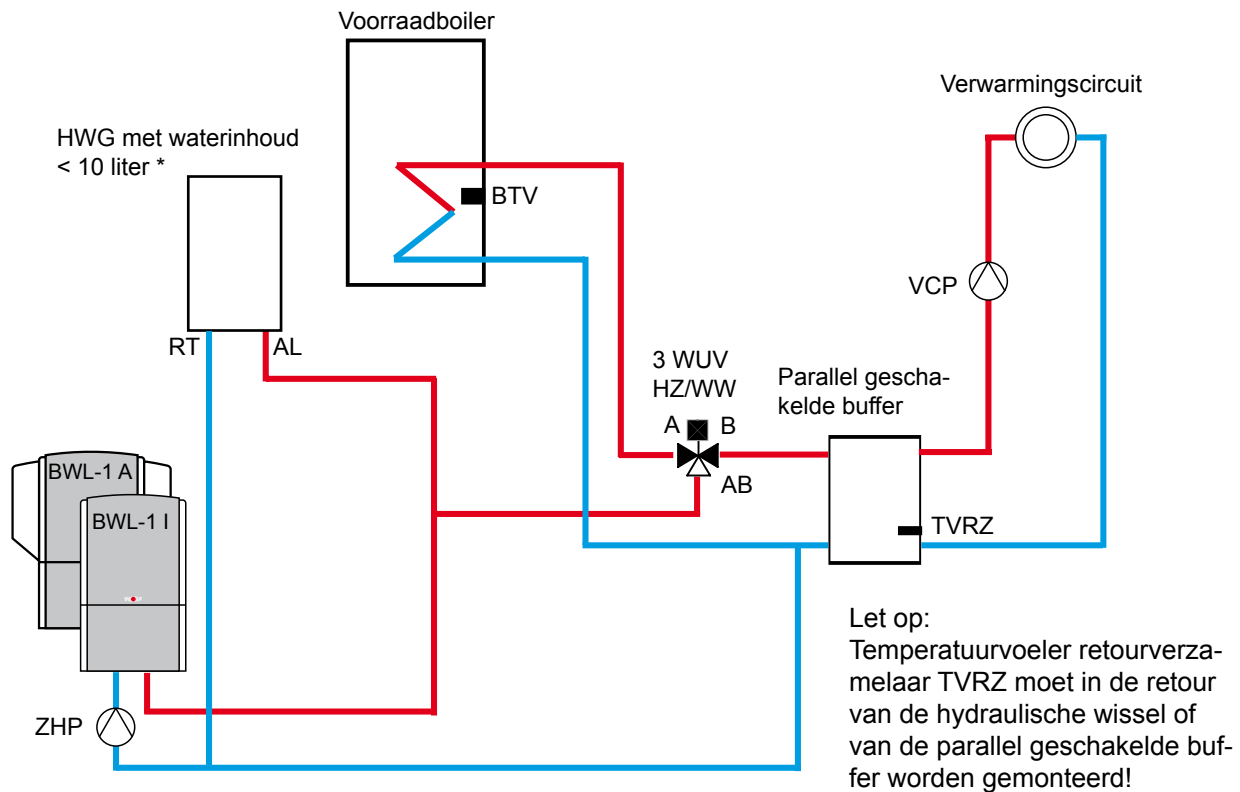 Voorraadboiler
Verwarmingscircuit
HWG met waterinhoud
< 10 liter *
BTV
VCP
RT
AL
3 WUV
HZ/WW
A
B
AB
Parallel gescha-
kelde buffer
BWL-1 A
BWL-1 I
TVRZ
ZHP
Let op:
Temperatuurvoeler retourverza-
melaar TVRZ moet in de retour
van de hydraulische wissel of
van de parallel geschakelde buf-
fer worden gemonteerd!